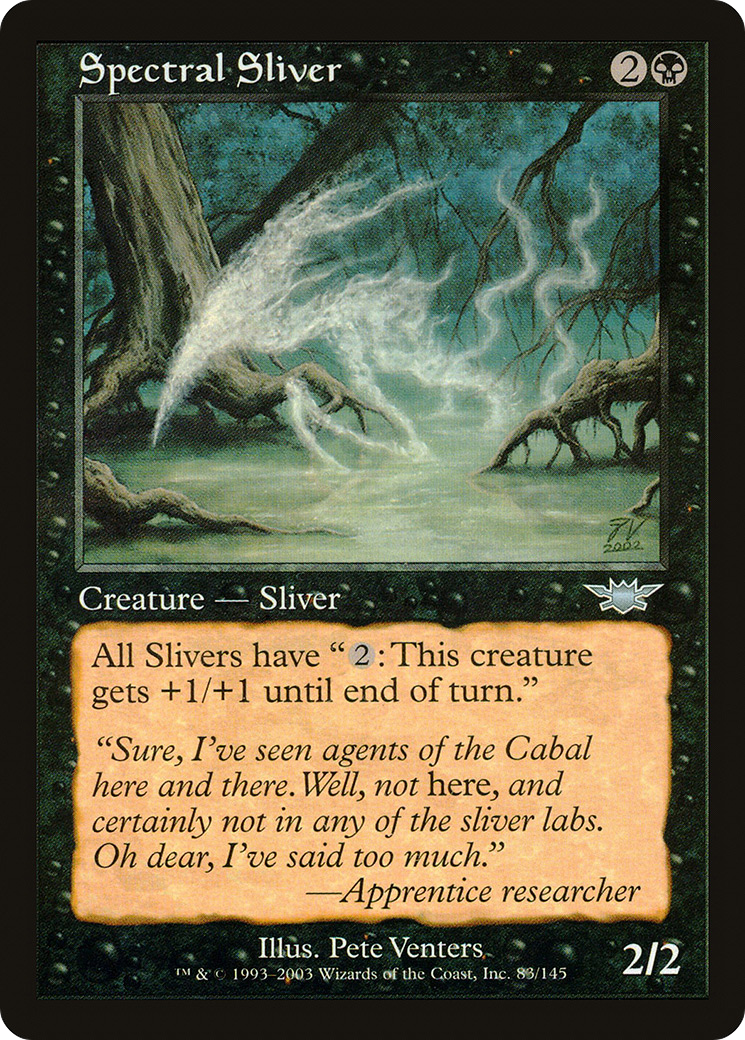 Spectral Sliver 2
PV
2002
Creature — Sliver
All Slivers have “2: This creature
gets +1/+1 until end of turn.”
“Sure, I’ve seen agents of the Cabal
here and there. Well, not here, and
certainly not in any of the sliver labs.
Oh dear, I’ve said too much.”
—Apprentice researcher
Illus. Pete Venters
™ & © 1993–2003 Wizards of the Coast, Inc. 83/145
2/2